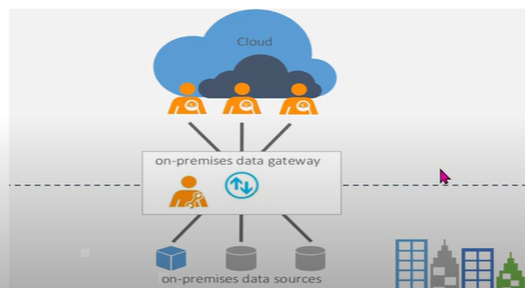 Cloud
on-premises data gateway
on-premises data sources